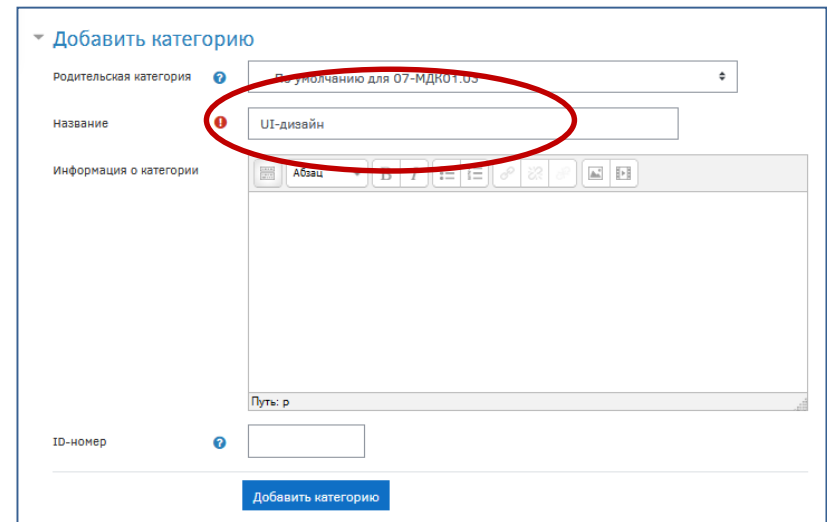 Добавить категорию
Родительская категория
По умолчанию для 07-МДК01.03
Название
UI-дизайн
Информация о категории
Абзац
B I
Путь: p
ID-номер
Добавить категорию